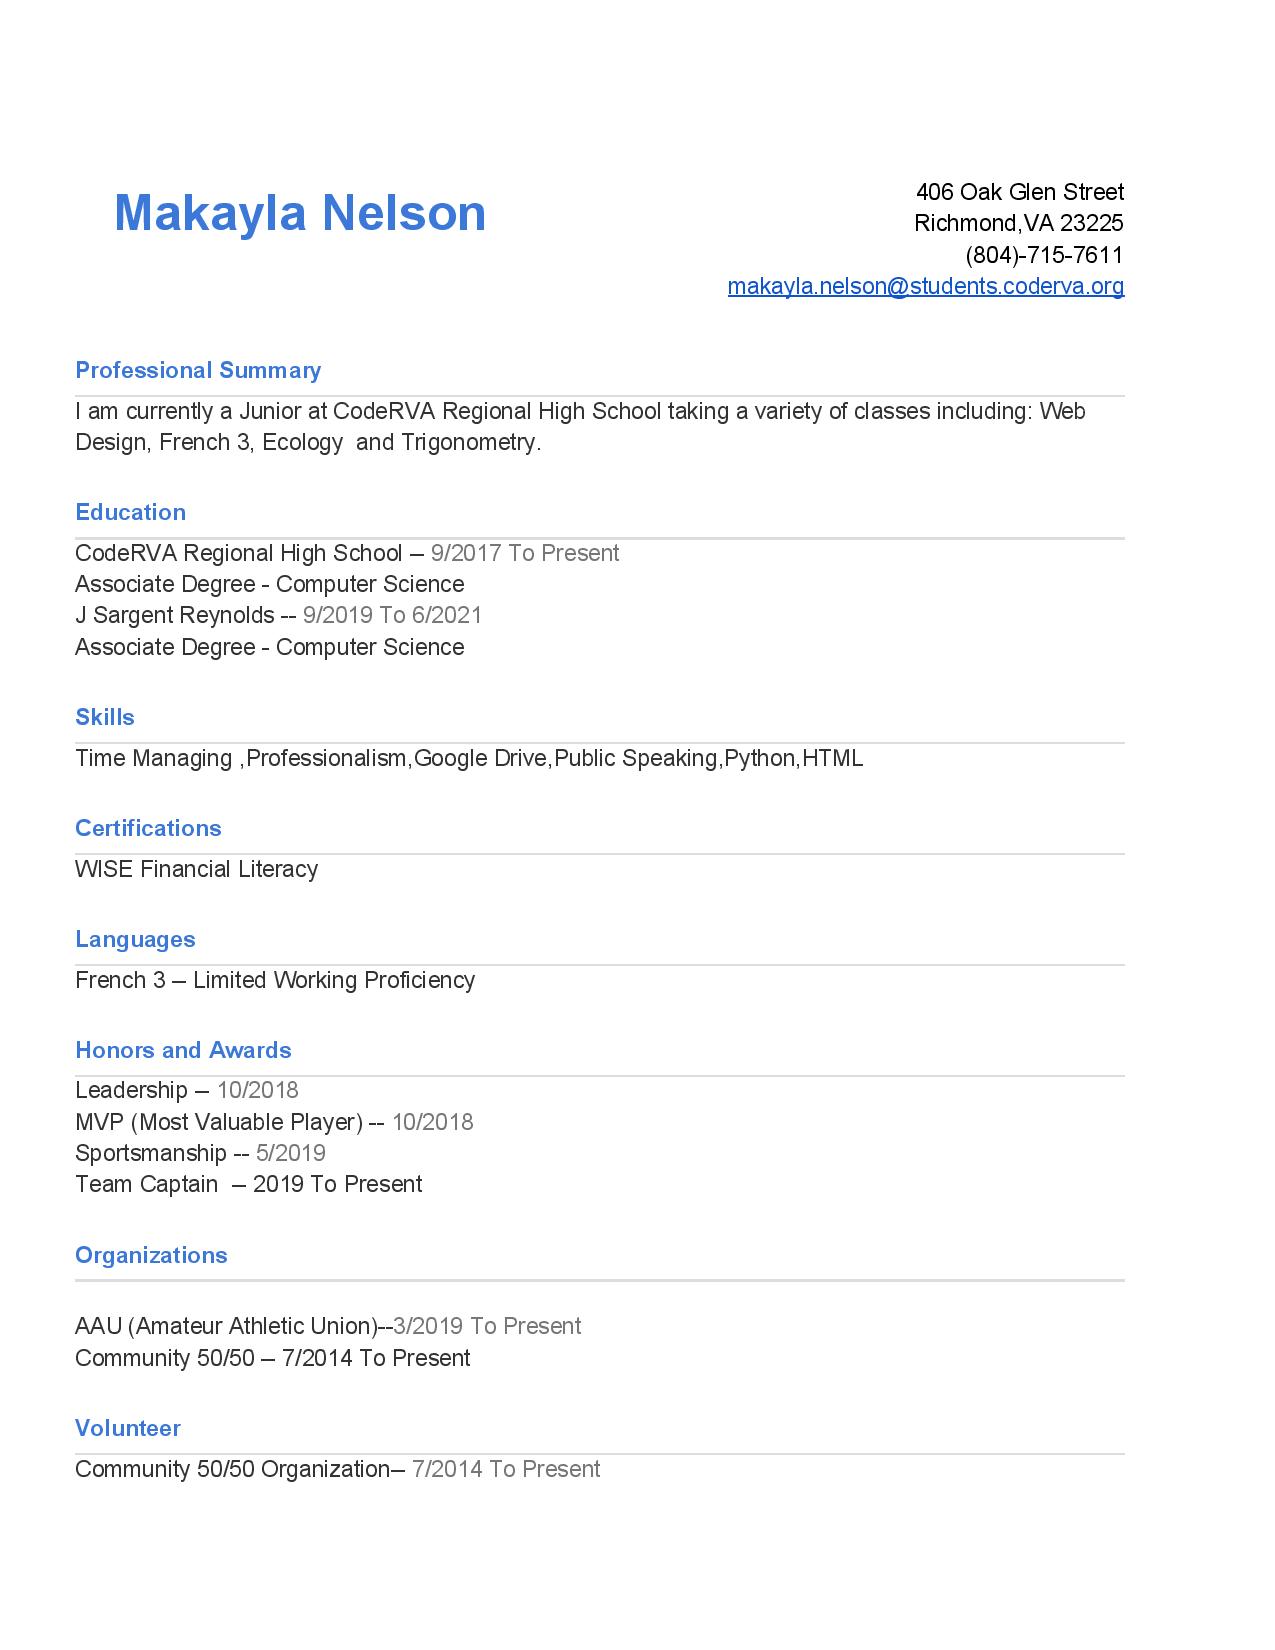 Makayla Nelson
406 Oak Glen Street
Richmond,VA 23225
(804)-715-7611
makayla.nelson@students.coderva.org
Professional Summary
I am currently a Junior at CodeRVA Regional High School taking a variety of classes including: Web
Design, French 3, Ecology  and Trigonometry.
Education
CodeRVA Regional High School – 9/2017 To Present
Associate Degree - Computer Science
J Sargent Reynolds -- 9/2019 To 6/2021
Associate Degree - Computer Science
Skills
Time Managing ,Professionalism,Google Drive,Public Speaking,Python,HTML
Certifications
WISE Financial Literacy
Languages
French 3 – Limited Working Proficiency
Honors and Awards
Leadership – 10/2018
MVP (Most Valuable Player) -- 10/2018
Sportsmanship -- 5/2019
Team Captain  – 2019 To Present
Organizations
AAU (Amateur Athletic Union)--3/2019 To Present
Community 50/50 – 7/2014 To Present
Volunteer
Community 50/50 Organization– 7/2014 To Present